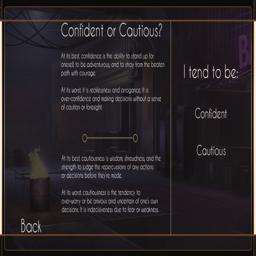 Confident or Cautious?
At its best, confidence is the ability to stand up for
oneself, to be adventurous, and to stray from the beaten
path with courage.
At its worst, it is recklessness and arrogance. It is
over-confidence and making decisions without a sense
of caution or foresight.
At its best, cautiousness is wisdom, shrewdness, and the
strength to judge the repercussions of any actions
or decisions before they're made.
At its worst, cautiousness is the tendency to
over-worry or be anxious and uncertain of one's own
decisions. It is indecisiveness due to fear or weakness.
I tend to be:
Confident
Cautious
Back